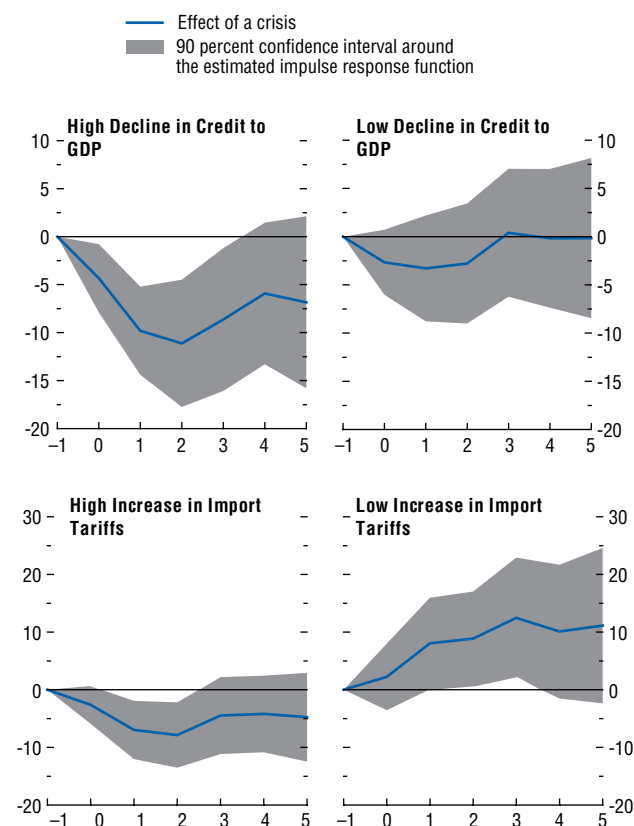 Effect of a crisis
90 percent confidence interval around
the estimated impulse response function
High Decline in Credit to
GDP
10
5
0
-5
-10
-15
-20
–1 0 1 2 3 4 5
Low Decline in Credit to
GDP
10
5
0
-5
-10
-15
-20
–1 0 1 2 3 4 5
High Increase in Import
Tariffs
30
20
10
0
-10
-20
–1 0 1 2 3 4 5
Low Increase in Import
Tariffs
30
20
10
0
-10
-20
–1 0 1 2 3 4 5